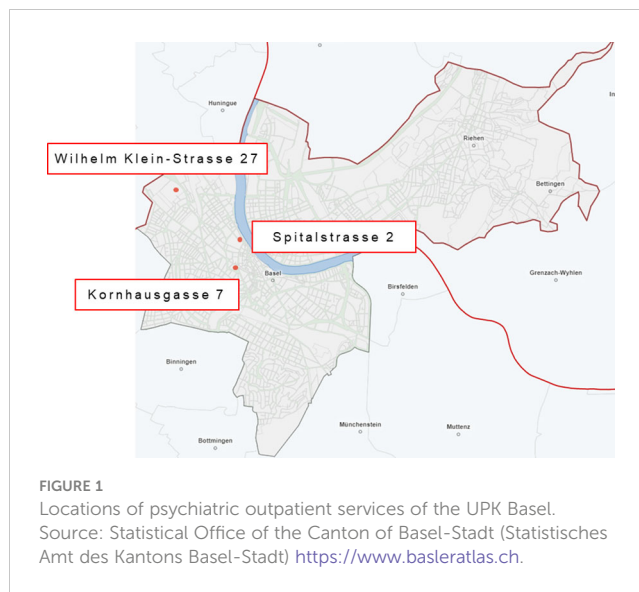 Huningue
In
Riehen
Wilhelm Klein-Strasse 27
Bettingen
Spitalstrasse 2
Basel
Grenzach-Wyhlen
Kornhausgasse 7
Birsfelden
Binningen
Münchenstein
Muttenz
Bottmingen
FIGURE 1
Locations of psychiatric outpatient services of the UPK Basel.
Source: Statistical Office of the Canton of Basel-Stadt (Statistisches
Amt des Kantons Basel-Stadt) https://www.basleratlas.ch.